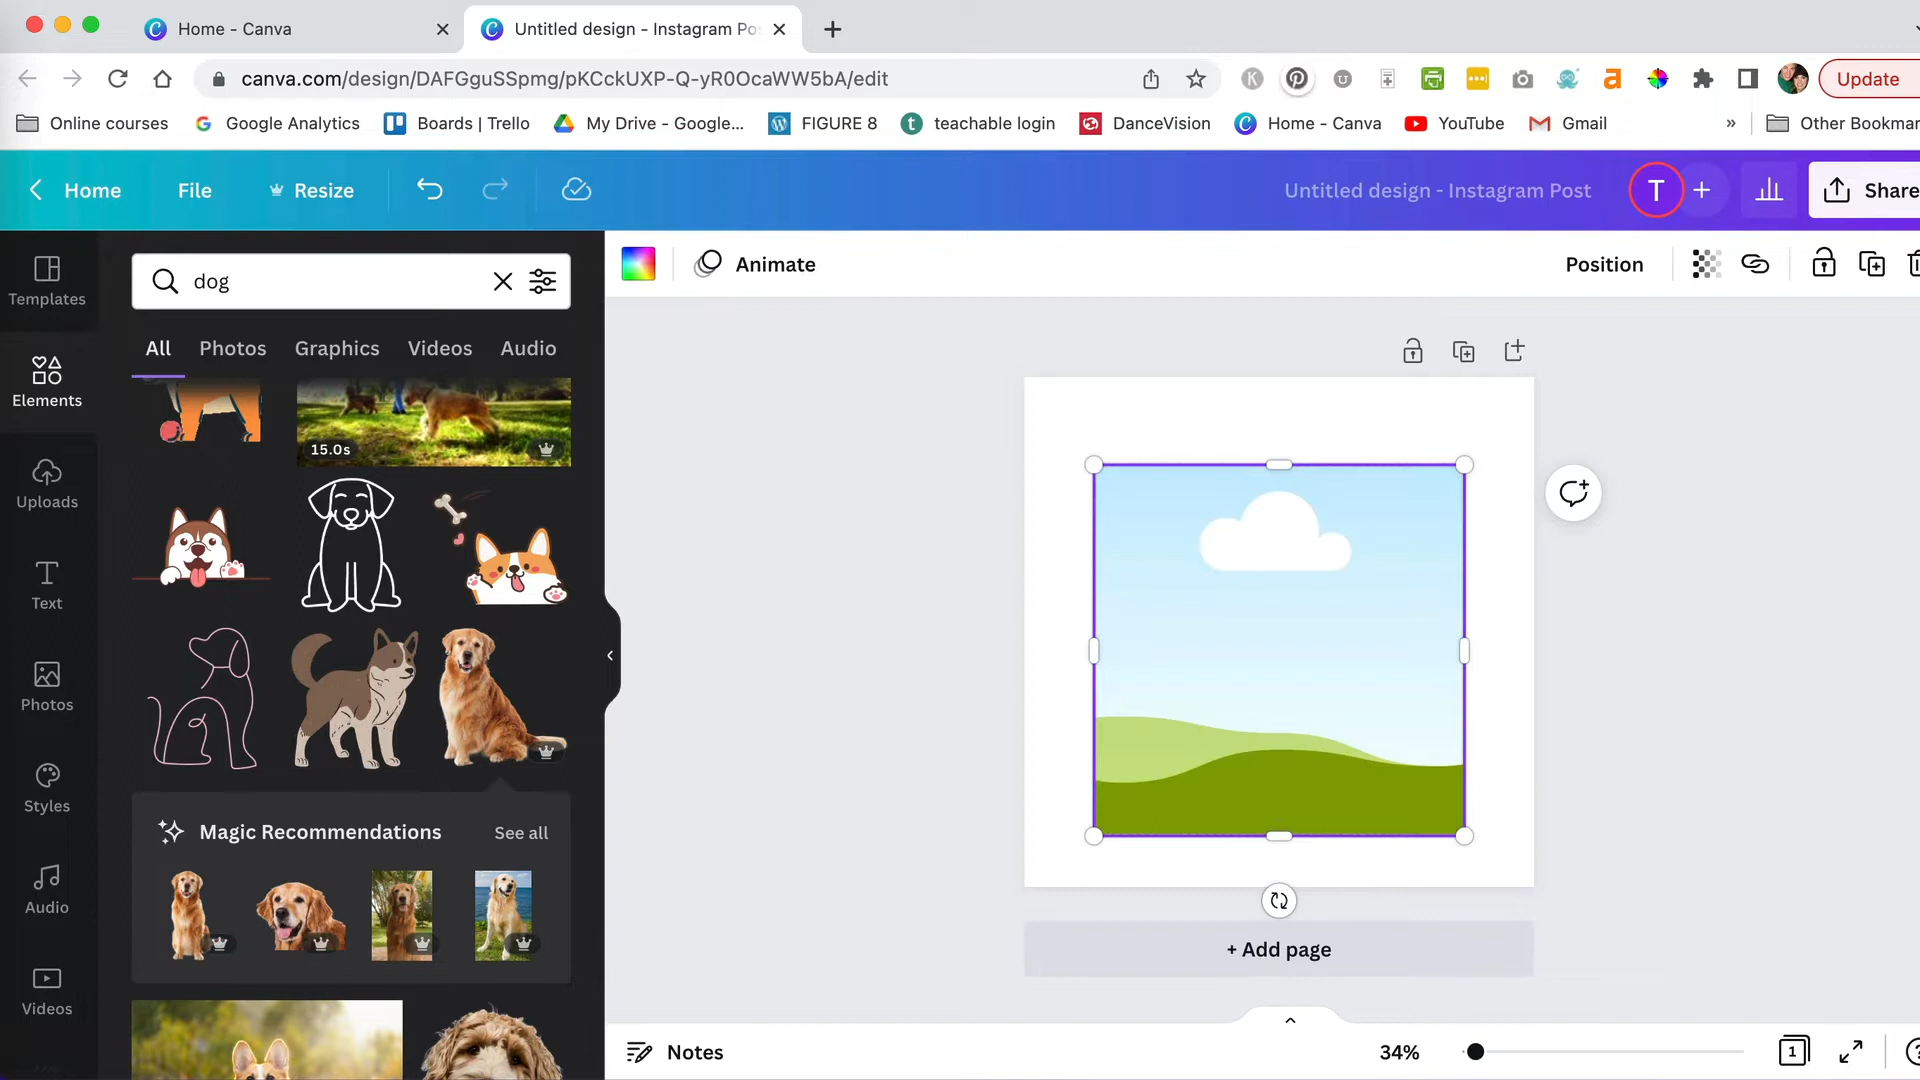 Home - Canva
Untitled design - Instagram Po
canva.com/design/DAFGguSSpmg/pKCckUXP-Q-yR0OcaWW5bA/edit
Update
Online courses
Google Analytics
Boards | Trello
My Drive - Google...
FIGURE 8
teachable login
DanceVision
Home - Canva
YouTube
Gmail
»
Other Bookmar
Home
File
Resize
Untitled design - Instagram Post
T
Share
Templates
Elements
Uploads
Text
Photos
Styles
Audio
Videos
dog
All
Photos
Graphics
Videos
Audio
15.0s
Magic Recommendations
See all
Animate
Position
+ Add page
Notes
34%
1